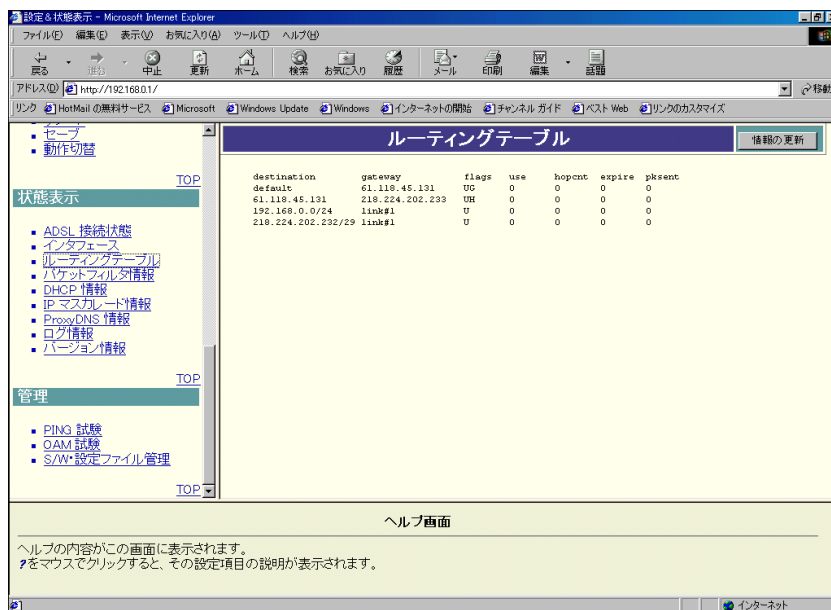 設定&状態表示 - Microsoft Internet Explorer
ファイル(F) 編集(E) 表示(V) お気に入り(A) ツール(T) ヘルプ(H)
戻る 進む 中止 更新 ホーム 検索 お気に入り 履歴 メール 印刷 編集 話題
アドレス(D) http://192.168.0.1/ 移動
リンク HotMail の無料サービス Microsoft Windows Update Windows インターネットの開始 チャンネル ガイド ベスト Web リンクのカスタマイズ
セーブ
動作切替
TOP
状態表示
ADSL 接続状態
インタフェース
ルーティングテーブル
パケットフィルタ情報
DHCP 情報
IP マスカレード情報
ProxyDNS 情報
ログ情報
バージョン情報
TOP
管理
PING 試験
OAM 試験
S/W・設定ファイル管理
TOP
ルーティングテーブル
情報の更新
destination gateway flags use hopcnt expire pksent
default 61.118.45.131 UG 0 0 0 0
61.118.45.131 218.224.202.233 UH 0 0 0 0
192.168.0.0/24 link#1 U 0 0 0 0
218.224.202.232/29 link#1 U 0 0 0 0
ヘルプ画面
ヘルプの内容がこの画面に表示されます。
?をマウスでクリックすると、その設定項目の説明が表示されます。
インターネット